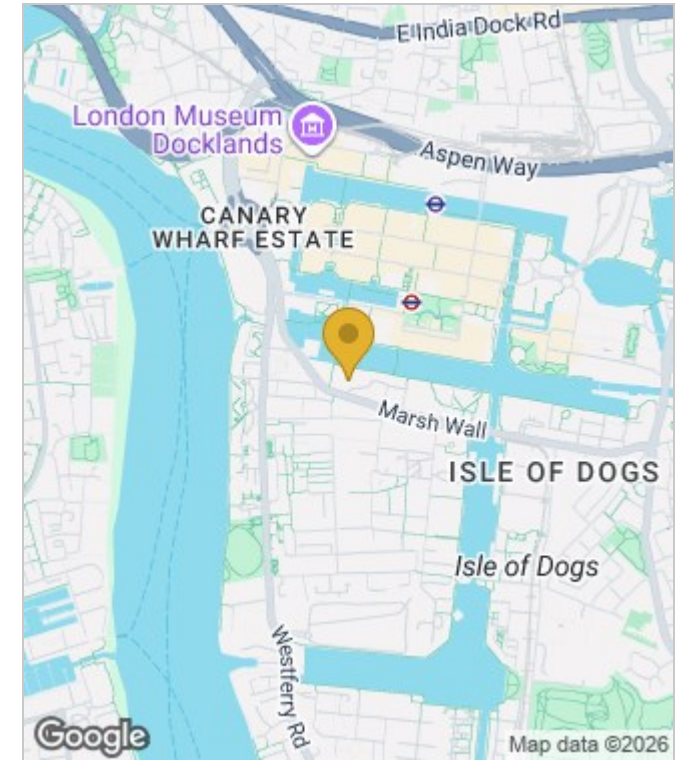 E India Dock Rd
London Museum
Docklands
Aspen Way
CANARY
WHARF ESTATE
Marsh Wall
ISLE OF DOGS
Isle of Dogs
Westferry Rd
Google
Map data ©2026